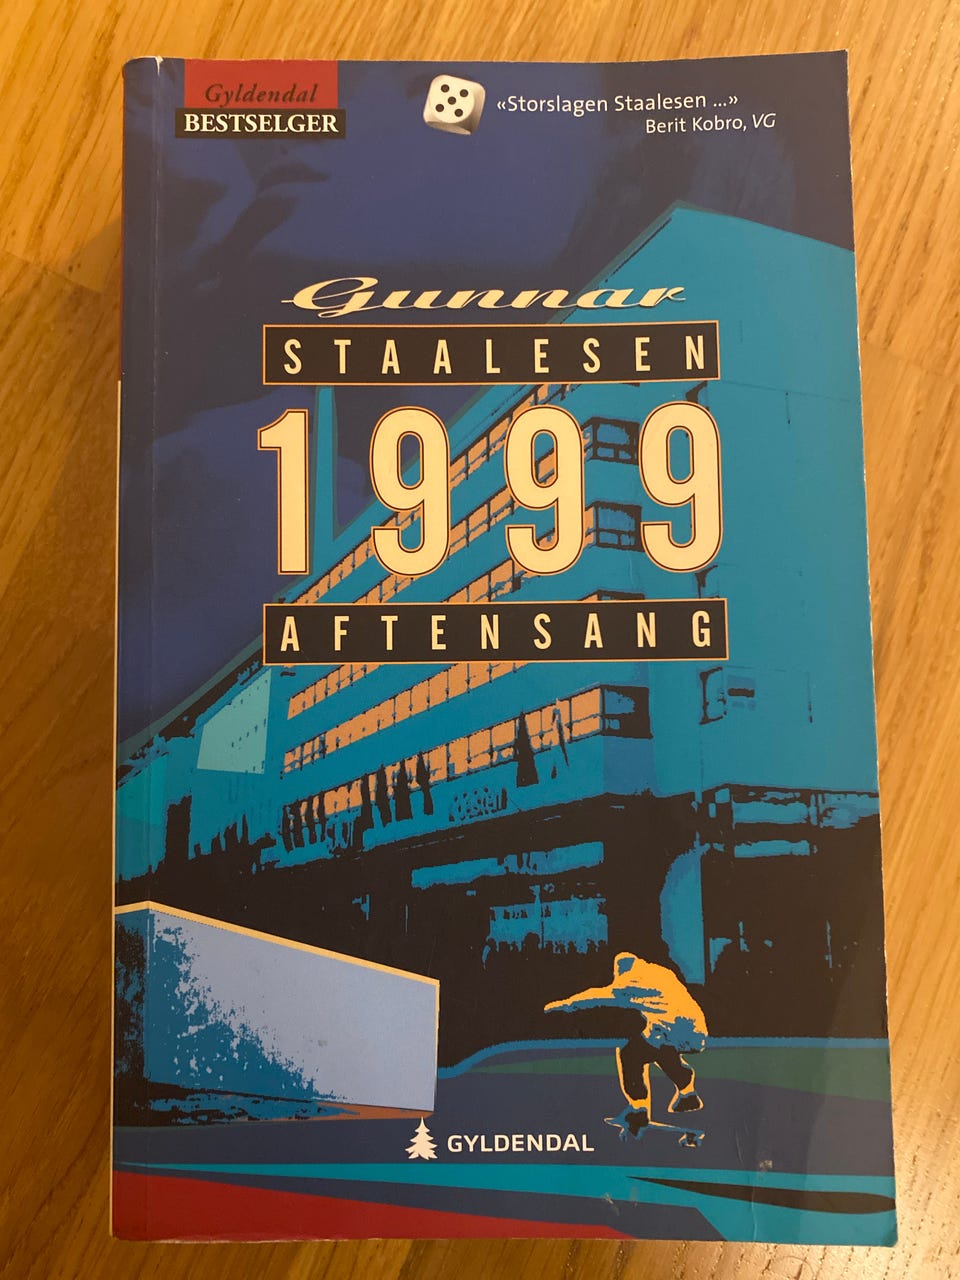 Gyldendal
BESTSELGER
«Storslagen Staalesen ...»
Berit Kobro, VG
Gunnar
STAALESEN
1999
AFTENSANG
GYLDENDAL